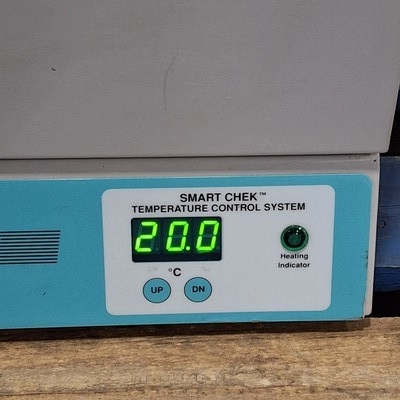 SMART CHEK™
TEMPERATURE CONTROL SYSTEM
20.0
°C
UP DN
Heating
Indicator